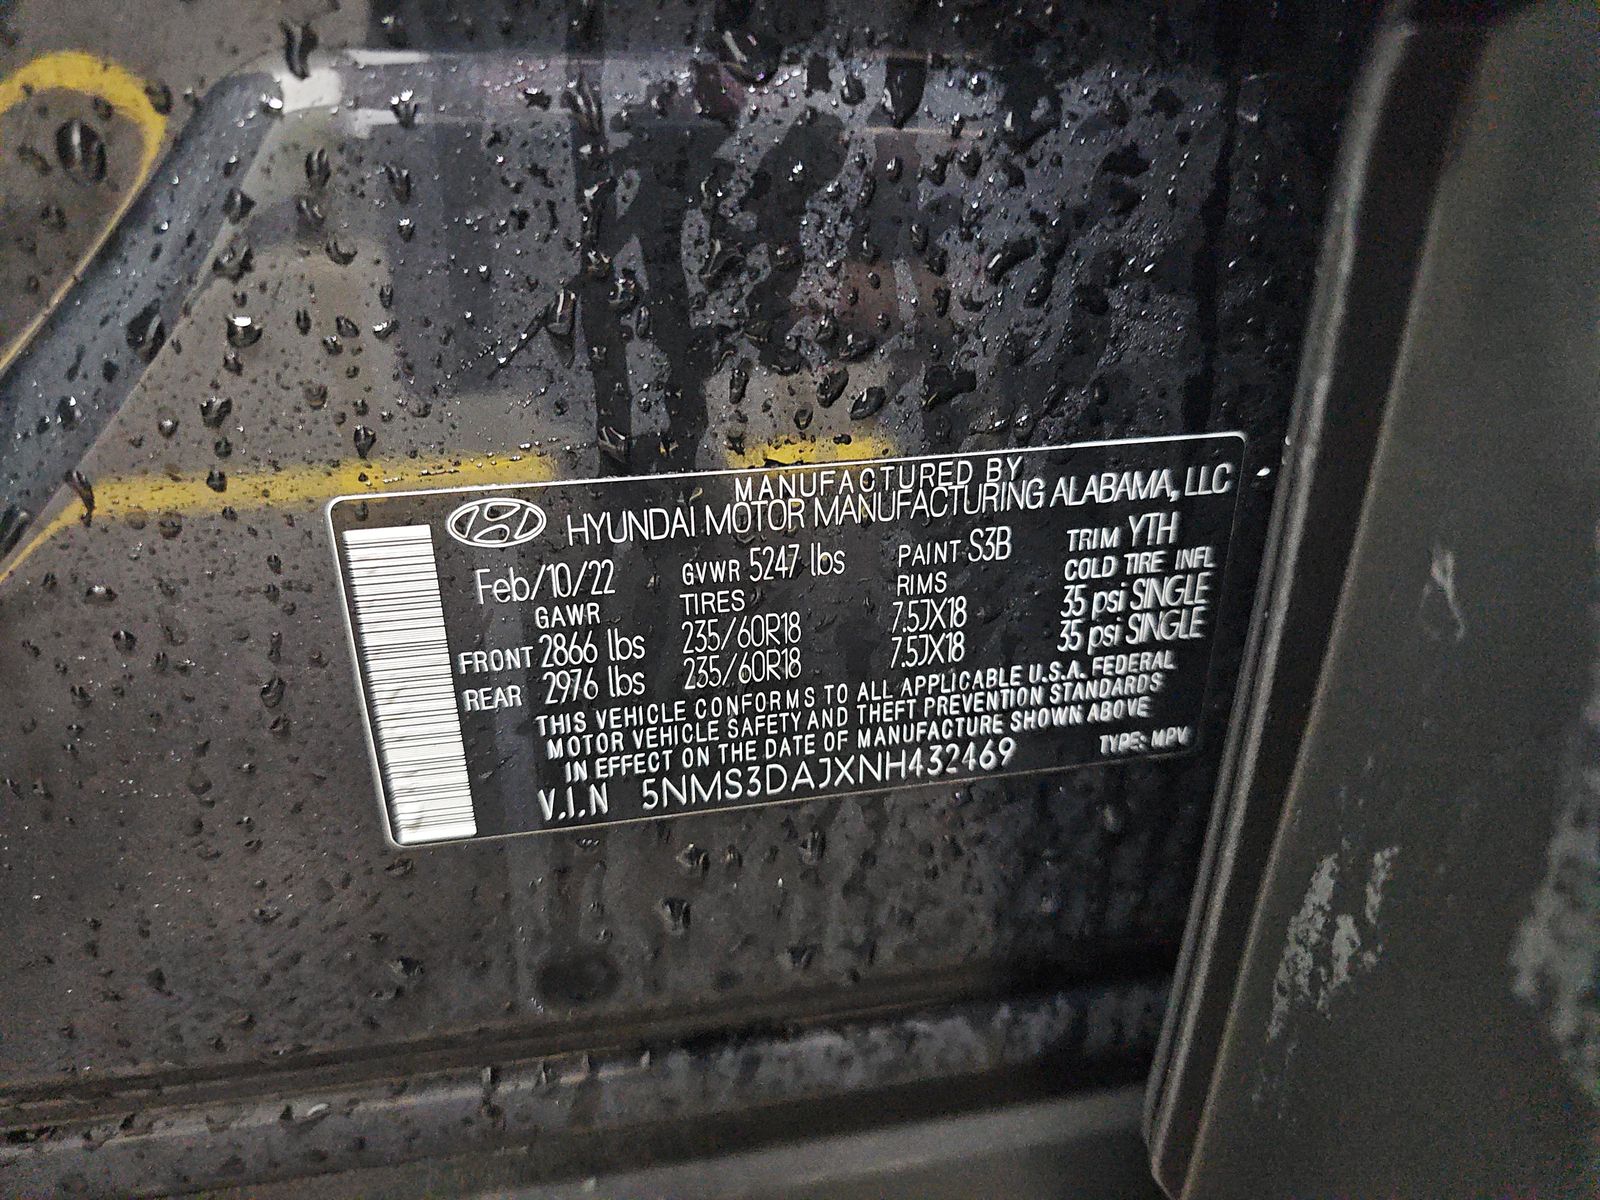 MANUFACTURED BY
HYUNDAI MOTOR MANUFACTURING ALABAMA, LLC
Feb/10/22 GVWR 5247 lbs PAINT S3B TRIM YTH
GAWR TIRES RIMS COLD TIRE INFL
FRONT 2866 lbs 235/60R18 7.5JX18 35 psi SINGLE
REAR 2976 lbs 235/60R18 7.5JX18 35 psi SINGLE
THIS VEHICLE CONFORMS TO ALL APPLICABLE U.S.A. FEDERAL
MOTOR VEHICLE SAFETY AND THEFT PREVENTION STANDARDS
IN EFFECT ON THE DATE OF MANUFACTURE SHOWN ABOVE
V.I.N 5NMS3DAJXNH432469 TYPE: MPV